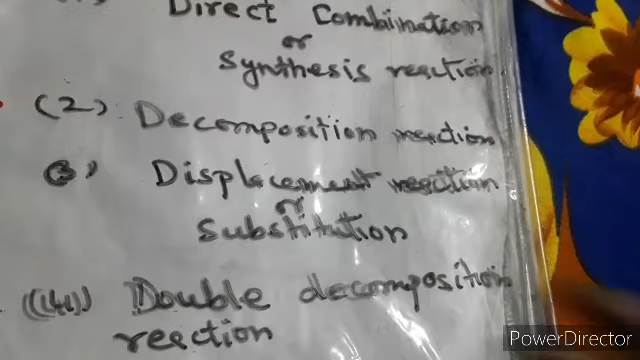 Direct Combination
or
Synthesis reaction
(2) Decomposition reaction
(3) Displacement reaction
or
Substitution
(4) Double decomposition
reaction
PowerDirector